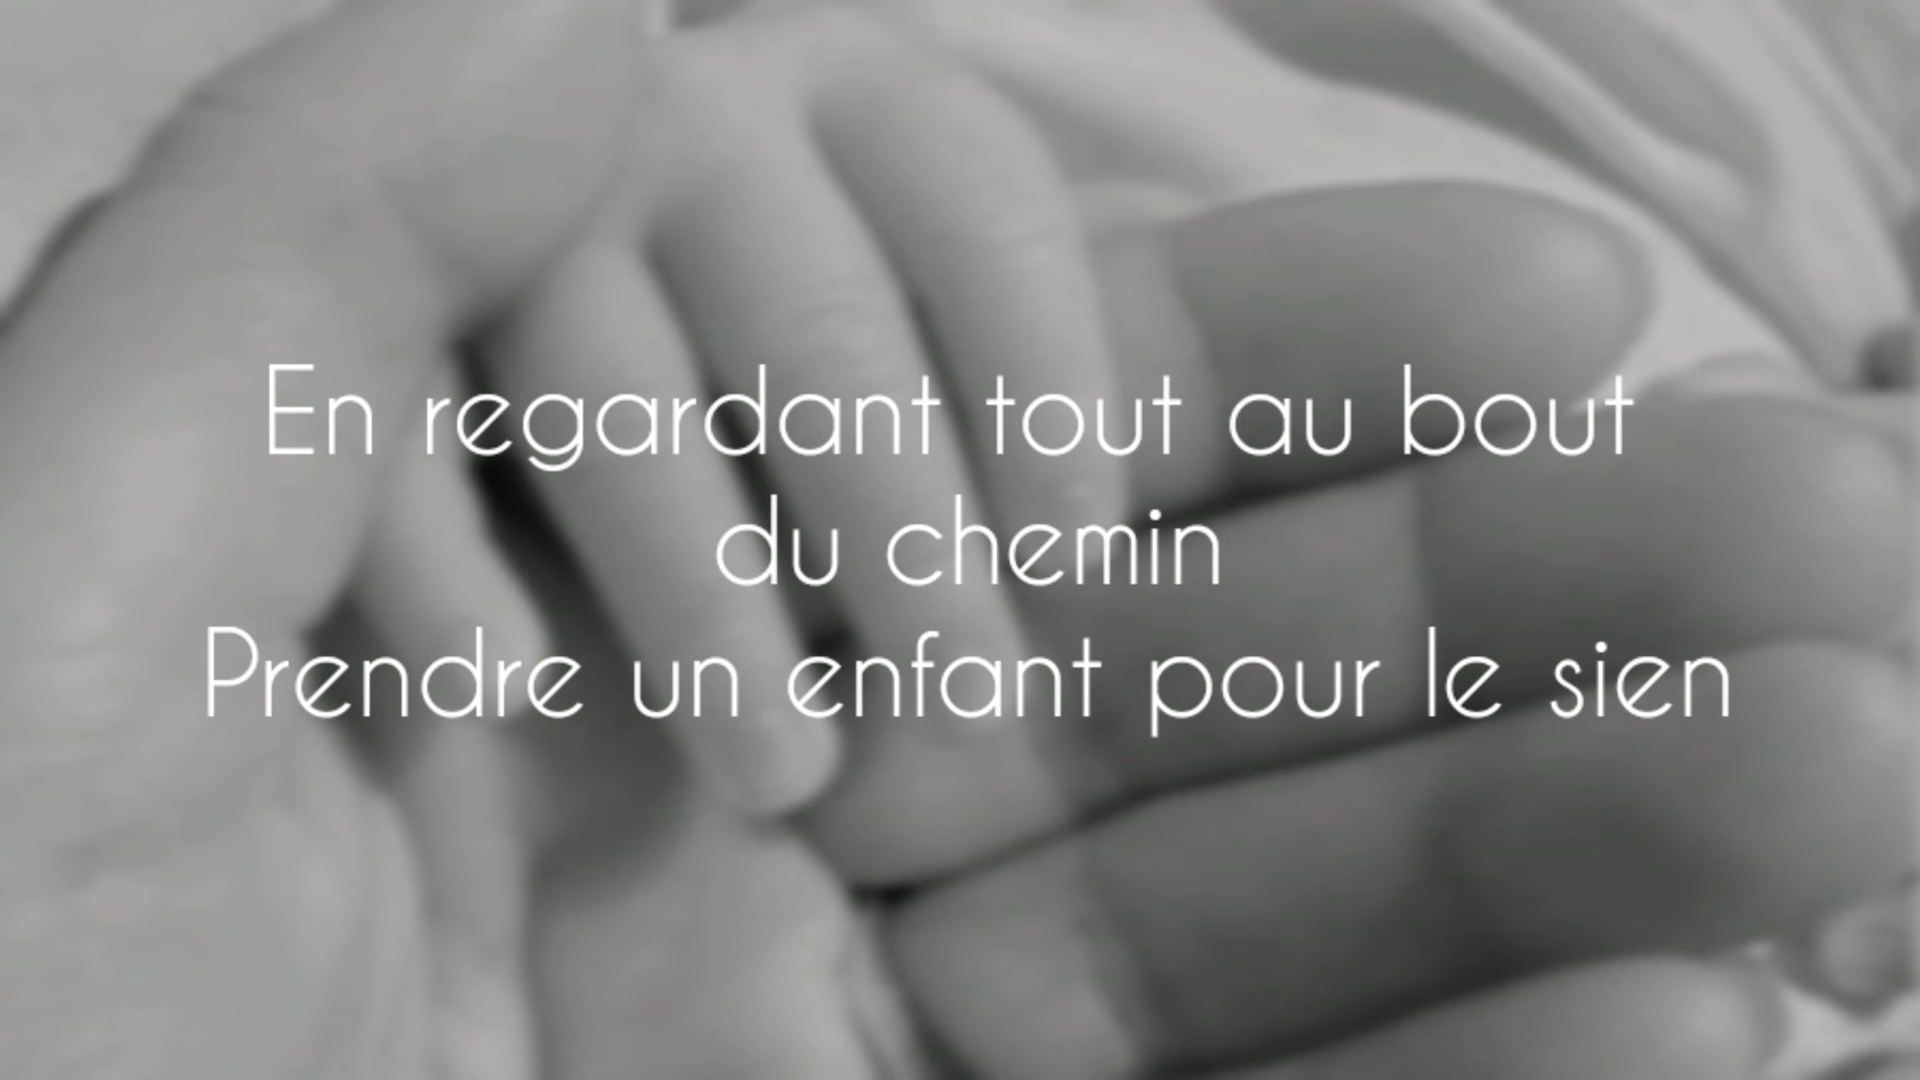 En regardant tout au bout
du chemin
Prendre un enfant pour le sien